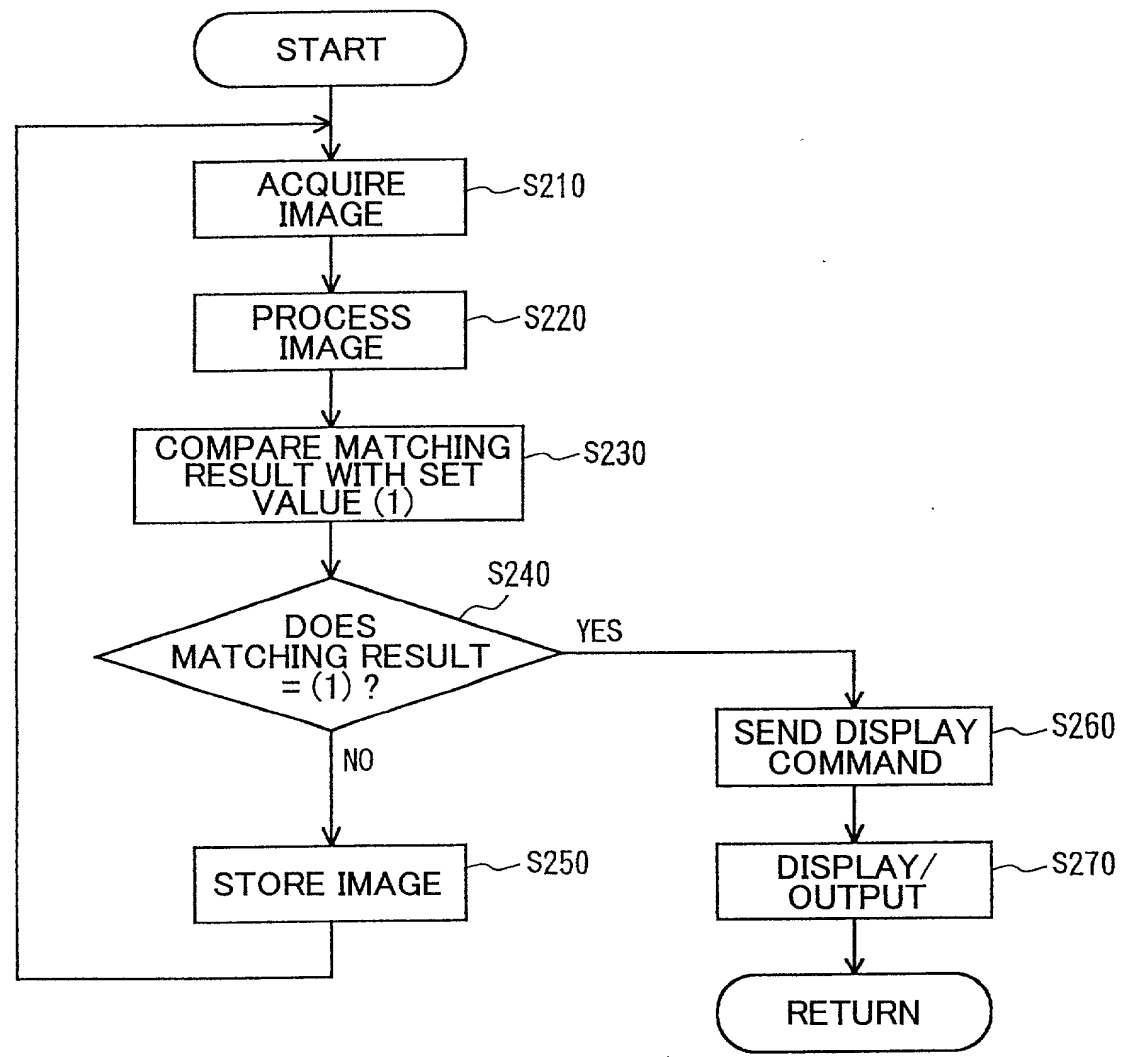 START
ACQUIRE
IMAGE
S210
PROCESS
IMAGE
S220
COMPARE MATCHING
RESULT WITH SET
VALUE (1)
S230
S240
DOES
MATCHING RESULT
= (1) ?
YES
NO
SEND DISPLAY
COMMAND
S260
STORE IMAGE
S250
DISPLAY/
OUTPUT
S270
RETURN